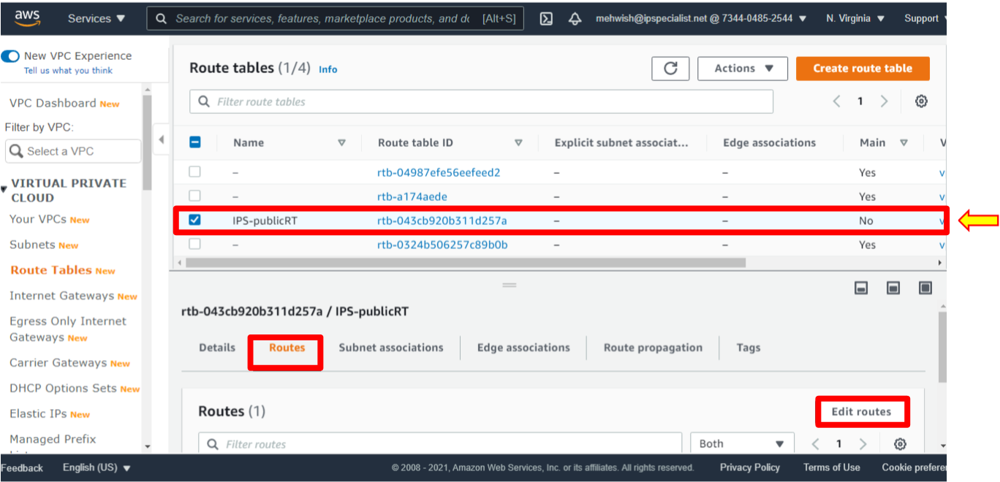 aws Services ▼ Search for services, features, marketplace products, and dc [Alt+S] mehwish@ipspecialist.net @ 7344-0485-2544 ▼ N. Virginia ▼ Support
New VPC Experience
Tell us what you think
VPC Dashboard New
Filter by VPC:
Select a VPC
VIRTUAL PRIVATE
CLOUD
Your VPCs New
Subnets New
Route Tables New
Internet Gateways New
Egress Only Internet
Gateways New
Carrier Gateways New
DHCP Options Sets New
Elastic IPs New
Managed Prefix
Route tables (1/4) Info
Actions ▼ Create route table
Filter route tables
< 1 >
Name Route table ID Explicit subnet associat... Edge associations Main V
– rtb-04987efe56eefeed2 – – Yes v
– rtb-a174aede – – Yes v
IPS-publicRT rtb-043cb920b311d257a – – No v
– rtb-0324b506257c89b0b – – Yes v
rtb-043cb920b311d257a / IPS-publicRT
Details Routes Subnet associations Edge associations Route propagation Tags
Routes (1) Edit routes
Filter routes Both ▼ < 1 >
Feedback English (US) ▼ © 2008 - 2021, Amazon Web Services, Inc. or its affiliates. All rights reserved. Privacy Policy Terms of Use Cookie prefere